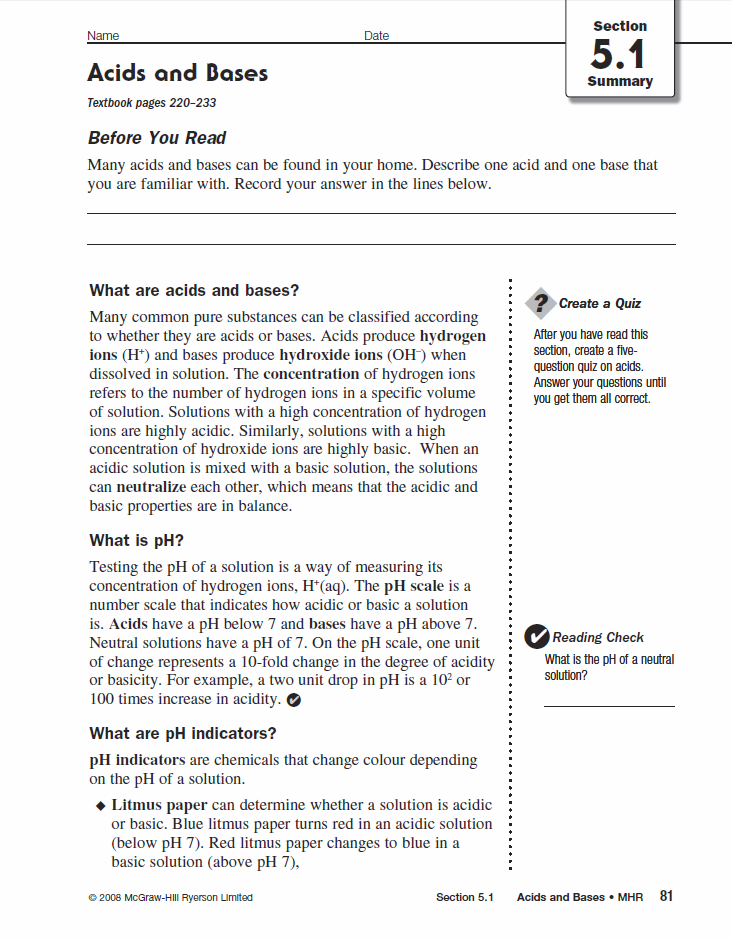 Name
Date
Section
5.1
Summary
Acids and Bases
Textbook pages 220–233
Before You Read
Many acids and bases can be found in your home. Describe one acid and one base that
you are familiar with. Record your answer in the lines below.
What are acids and bases?
Many common pure substances can be classified according
to whether they are acids or bases. Acids produce hydrogen
ions (H⁺) and bases produce hydroxide ions (OH⁻) when
dissolved in solution. The concentration of hydrogen ions
refers to the number of hydrogen ions in a specific volume
of solution. Solutions with a high concentration of hydrogen
ions are highly acidic. Similarly, solutions with a high
concentration of hydroxide ions are highly basic. When an
acidic solution is mixed with a basic solution, the solutions
can neutralize each other, which means that the acidic and
basic properties are in balance.
What is pH?
Testing the pH of a solution is a way of measuring its
concentration of hydrogen ions, H⁺(aq). The pH scale is a
number scale that indicates how acidic or basic a solution
is. Acids have a pH below 7 and bases have a pH above 7.
Neutral solutions have a pH of 7. On the pH scale, one unit
of change represents a 10-fold change in the degree of acidity
or basicity. For example, a two unit drop in pH is a 10² or
100 times increase in acidity. ✔
What are pH indicators?
pH indicators are chemicals that change colour depending
on the pH of a solution.
◆ Litmus paper can determine whether a solution is acidic
or basic. Blue litmus paper turns red in an acidic solution
(below pH 7). Red litmus paper changes to blue in a
basic solution (above pH 7),
? Create a Quiz
After you have read this
section, create a five-
question quiz on acids.
Answer your questions until
you get them all correct.
✔ Reading Check
What is the pH of a neutral
solution?
© 2008 McGraw-Hill Ryerson Limited
Section 5.1 Acids and Bases • MHR 81